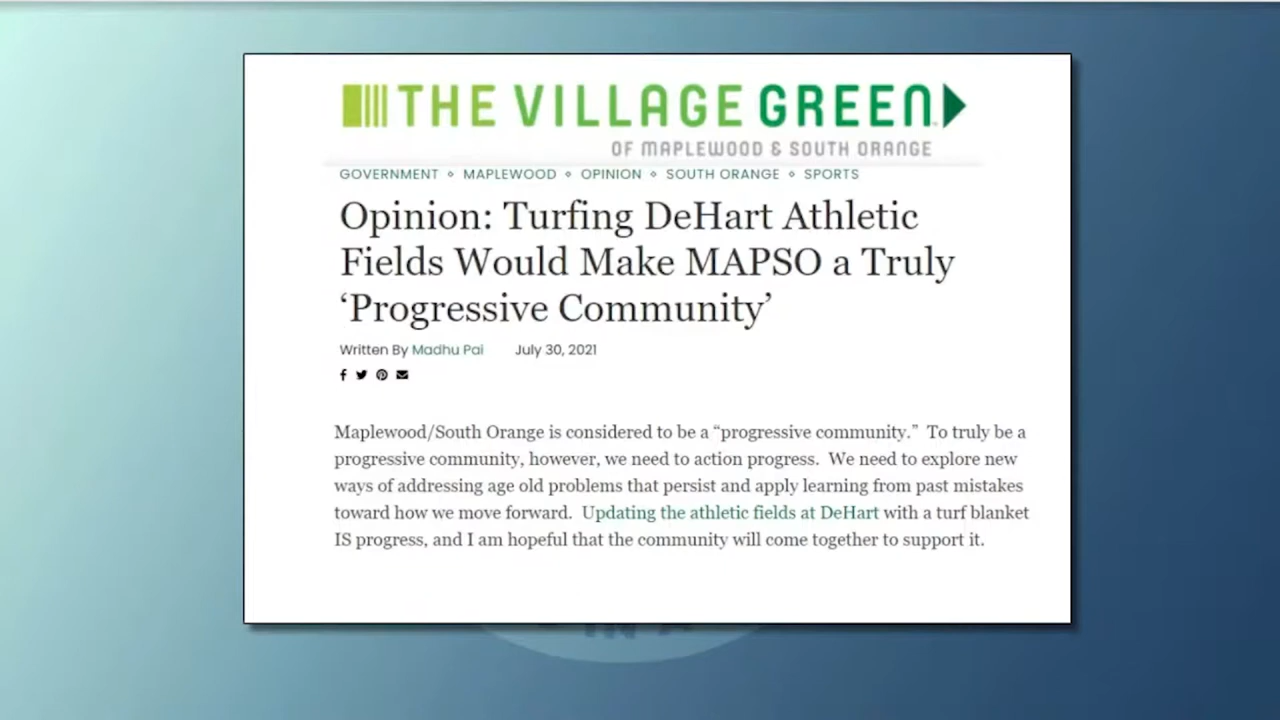 THE VILLAGE GREEN
OF MAPLEWOOD & SOUTH ORANGE
GOVERNMENT ⋄ MAPLEWOOD ⋄ OPINION ⋄ SOUTH ORANGE ⋄ SPORTS
Opinion: Turfing DeHart Athletic
Fields Would Make MAPSO a Truly
‘Progressive Community’
Written By Madhu Pai July 30, 2021
Maplewood/South Orange is considered to be a “progressive community.” To truly be a
progressive community, however, we need to action progress. We need to explore new
ways of addressing age old problems that persist and apply learning from past mistakes
toward how we move forward. Updating the athletic fields at DeHart with a turf blanket
IS progress, and I am hopeful that the community will come together to support it.